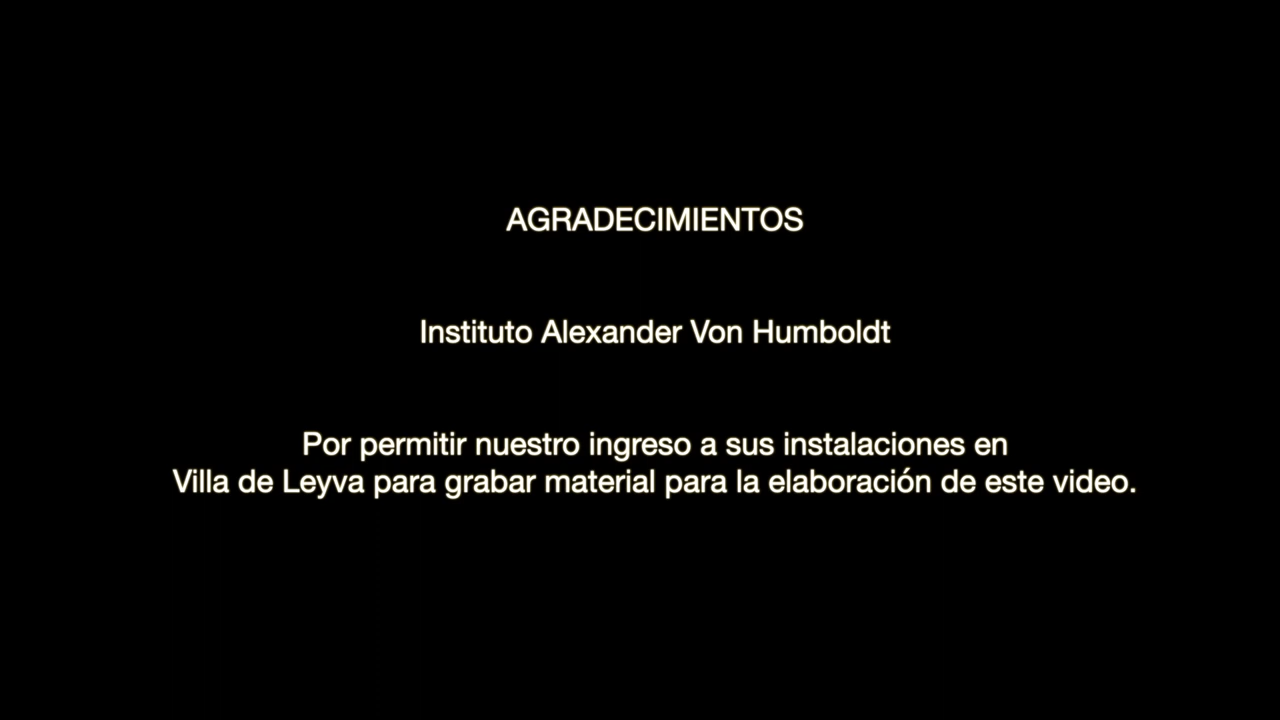 AGRADECIMIENTOS
Instituto Alexander Von Humboldt
Por permitir nuestro ingreso a sus instalaciones en
Villa de Leyva para grabar material para la elaboración de este video.